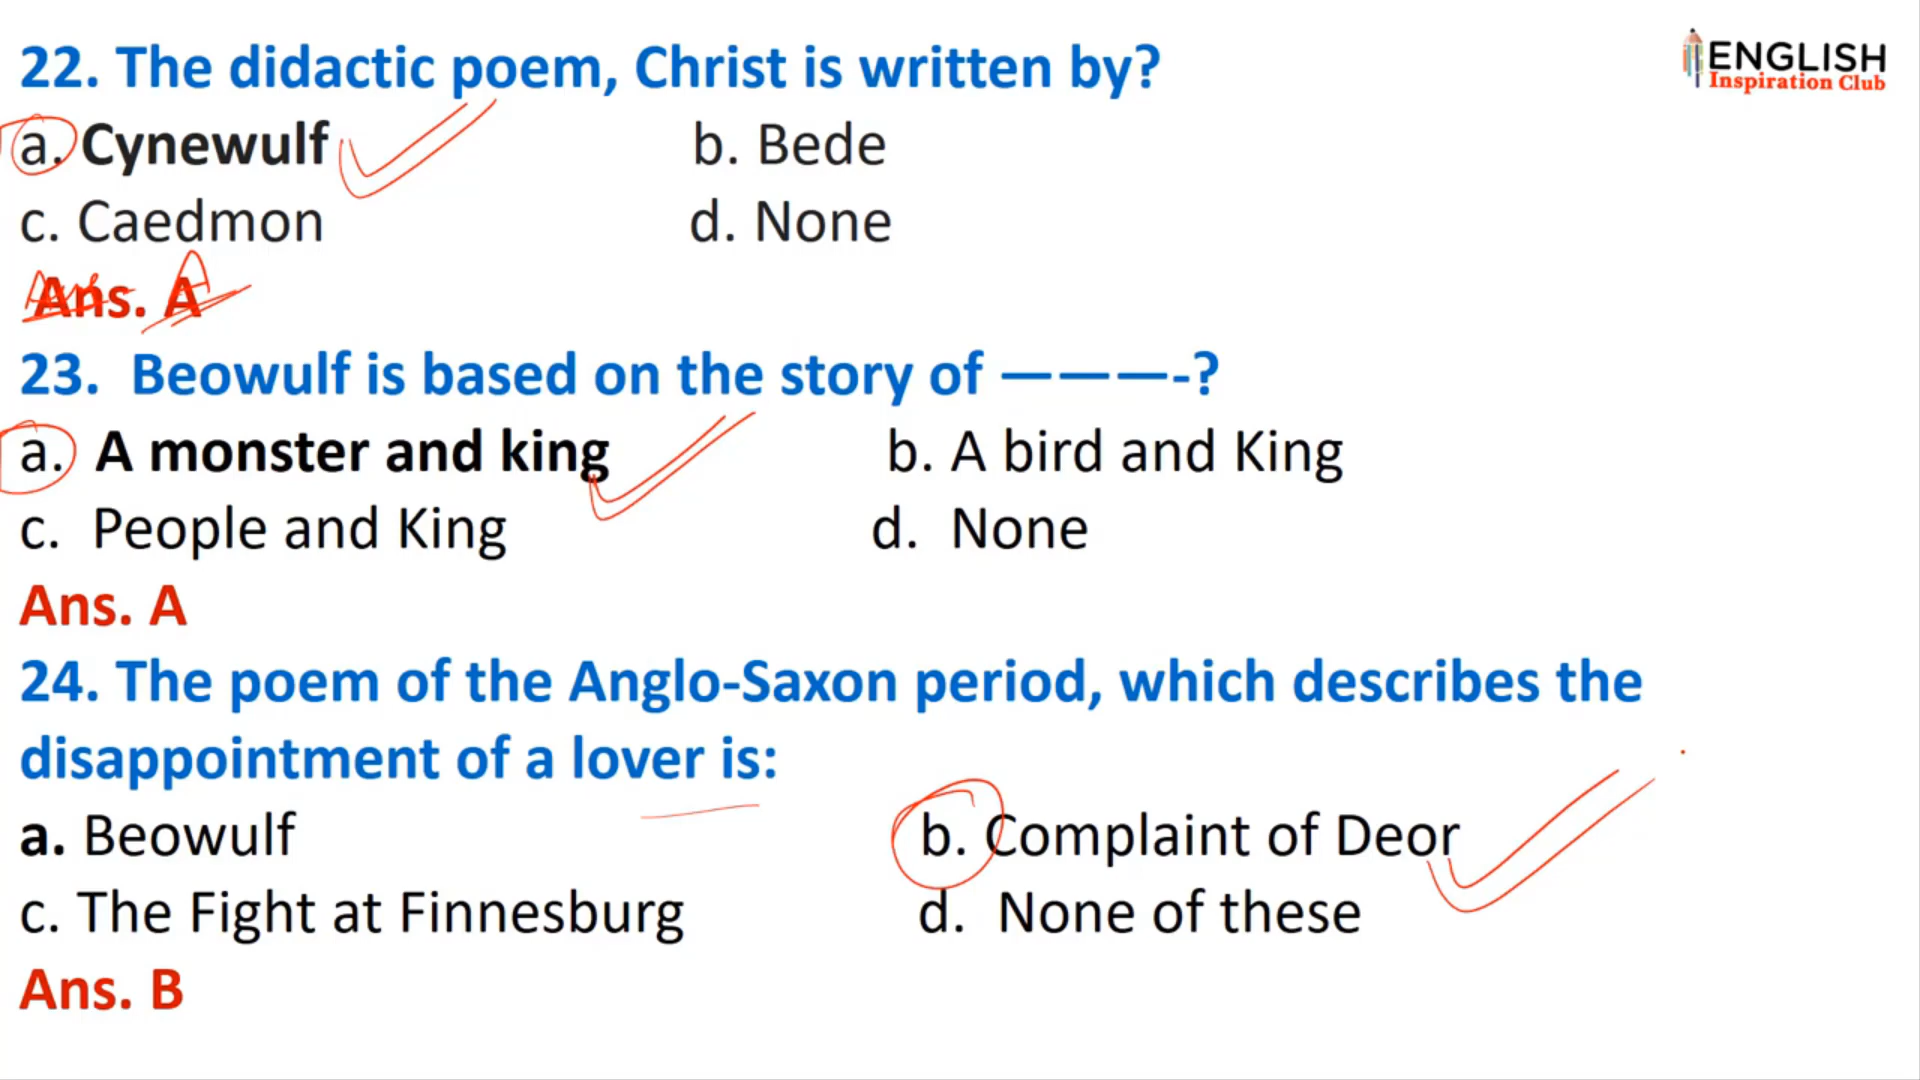 22. The didactic poem, Christ is written by?
ENGLISH
Inspiration Club
a. Cynewulf b. Bede
c. Caedmon d. None
Ans. A
Ans. A
23. Beowulf is based on the story of ———-?
a. A monster and king b. A bird and King
c. People and King d. None
Ans. A
24. The poem of the Anglo-Saxon period, which describes the
disappointment of a lover is:
a. Beowulf b. Complaint of Deor
c. The Fight at Finnesburg d. None of these
Ans. B